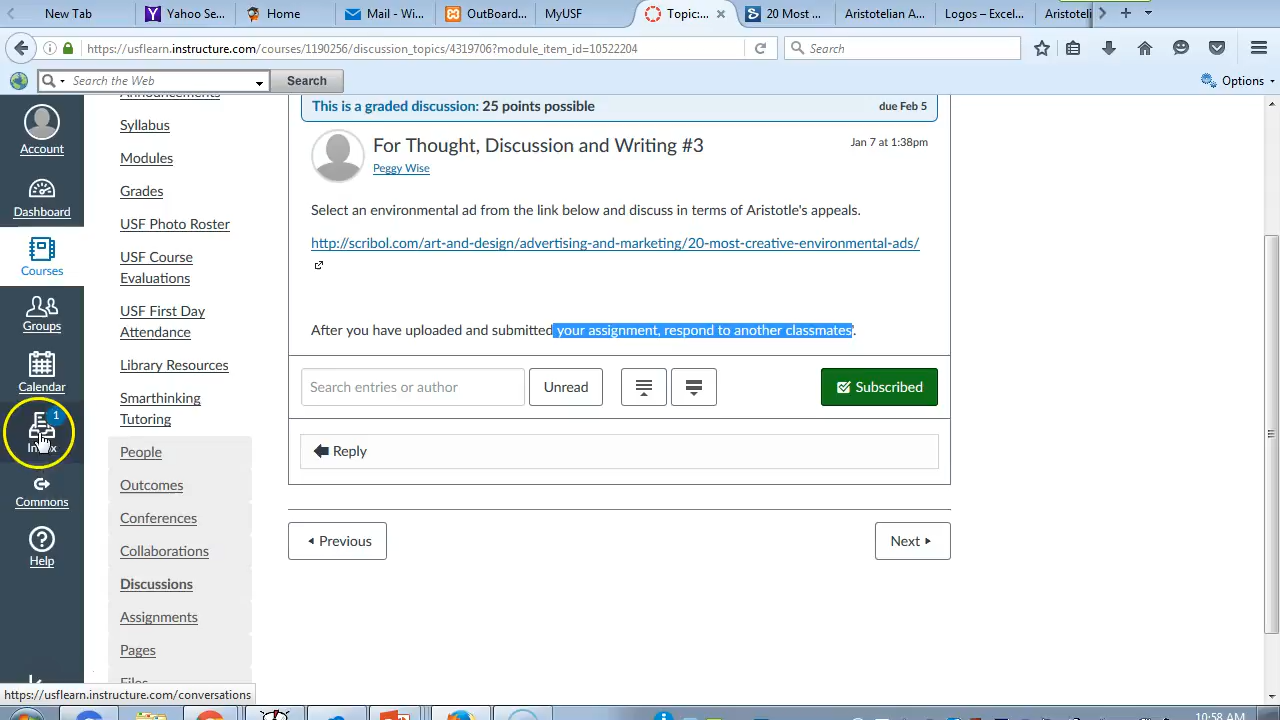 New Tab
Yahoo Se...
Home
Mail - Wi...
OutBoard...
MyUSF
Topic:...
20 Most ...
Aristotelian A...
Logos – Excel...
Aristoteli
https://usflearn.instructure.com/courses/1190256/discussion_topics/4319706?module_item_id=10522204
Search
Search the Web
Search
Options
Account
Dashboard
Courses
Groups
Calendar
1
Inbox
Commons
Help
Announcements
Syllabus
Modules
Grades
USF Photo Roster
USF Course
Evaluations
USF First Day
Attendance
Library Resources
Smarthinking
Tutoring
People
Outcomes
Conferences
Collaborations
Discussions
Assignments
Pages
Files
This is a graded discussion: 25 points possible
due Feb 5
For Thought, Discussion and Writing #3
Jan 7 at 1:38pm
Peggy Wise
Select an environmental ad from the link below and discuss in terms of Aristotle's appeals.
http://scribol.com/art-and-design/advertising-and-marketing/20-most-creative-environmental-ads/
After you have uploaded and submitted your assignment, respond to another classmates'.
Search entries or author
Unread
Subscribed
Reply
Previous
Next
https://usflearn.instructure.com/conversations
10:58 AM